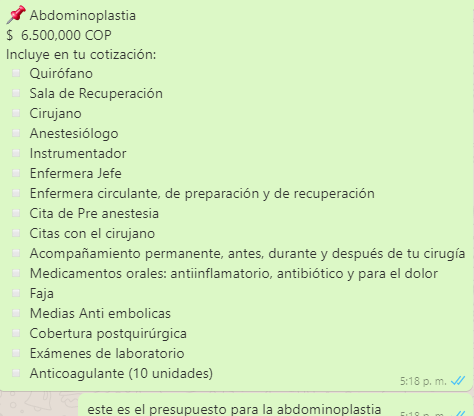 📌 Abdominoplastia
$ 6.500,000 COP
Incluye en tu cotización:
Quirófano
Sala de Recuperación
Cirujano
Anestesiólogo
Instrumentador
Enfermera Jefe
Enfermera circulante, de preparación y de recuperación
Cita de Pre anestesia
Citas con el cirujano
Acompañamiento permanente, antes, durante y después de tu cirugía
Medicamentos orales: antiinflamatorio, antibiótico y para el dolor
Faja
Medias Anti embolicas
Cobertura postquirúrgica
Exámenes de laboratorio
Anticoagulante (10 unidades)
5:18 p. m.
este es el presupuesto para la abdominoplastia